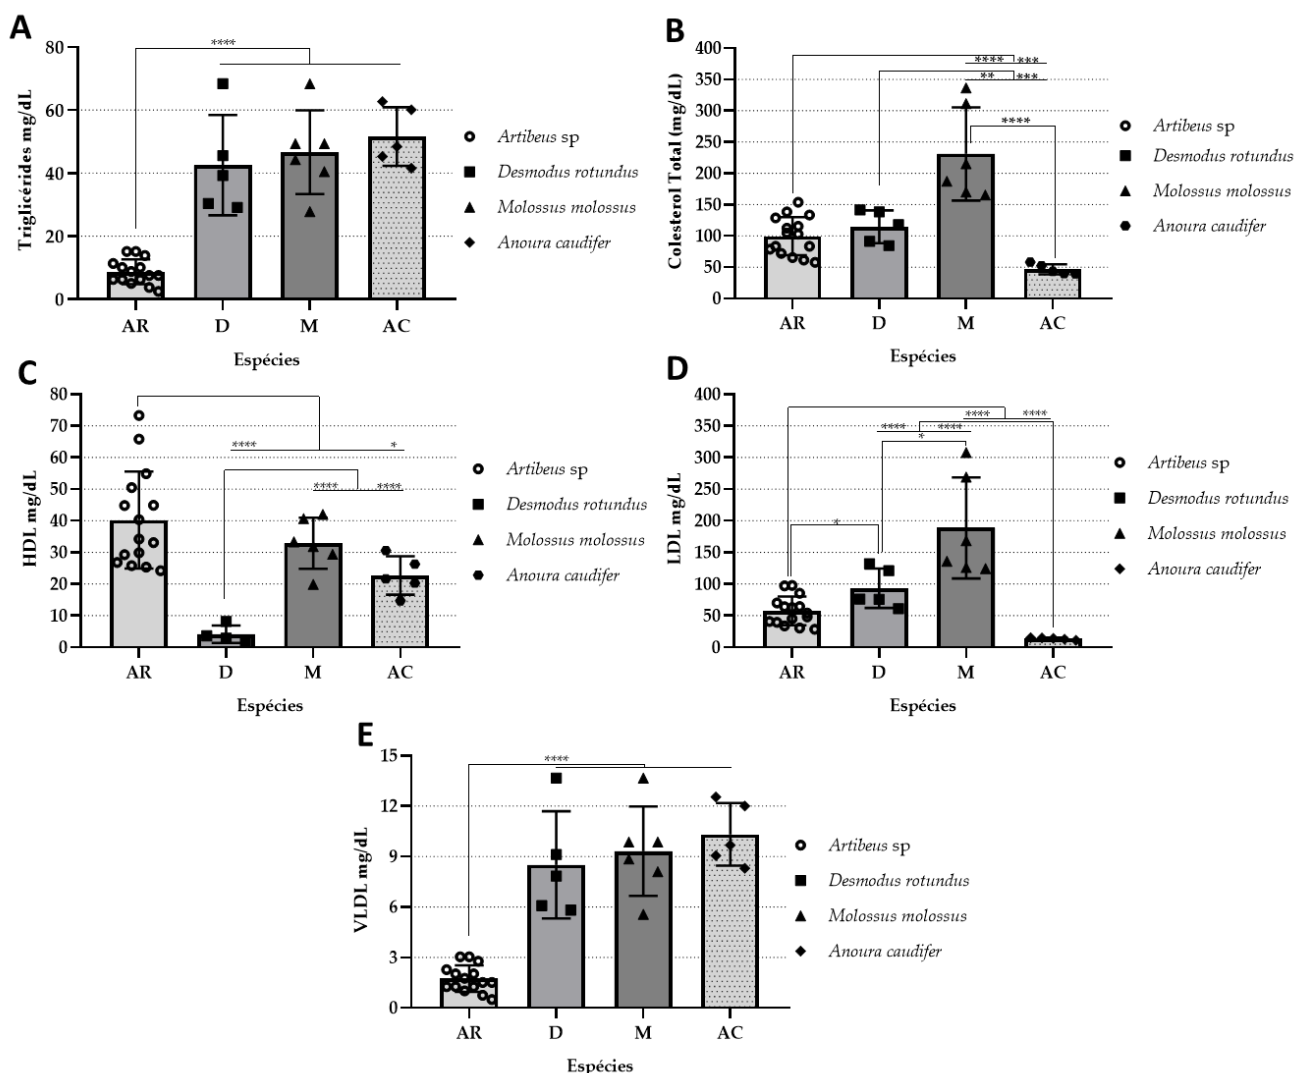 A
Triglicérides mg/dL
80
60
40
20
0
****
AR D M AC
Espécies
Artibeus sp
Desmodus rotundus
Molossus molossus
Anoura caudifer
B
Colesterol Total (mg/dL)
400
350
300
250
200
150
100
50
0
**** ***
** ***
****
AR D M AC
Espécies
Artibeus sp
Desmodus rotundus
Molossus molossus
Anoura caudifer
C
HDL mg/dL
80
70
60
50
40
30
20
10
0
**** *
**** ****
AR D M AC
Espécies
Artibeus sp
Desmodus rotundus
Molossus molossus
Anoura caudifer
D
LDL mg/dL
400
350
300
250
200
150
100
50
0
**** ****
**** ****
*
*
AR D M AC
Espécies
Artibeus sp
Desmodus rotundus
Molossus molossus
Anoura caudifer
E
VLDL mg/dL
15
12
9
6
3
0
****
AR D M AC
Espécies
Artibeus sp
Desmodus rotundus
Molossus molossus
Anoura caudifer